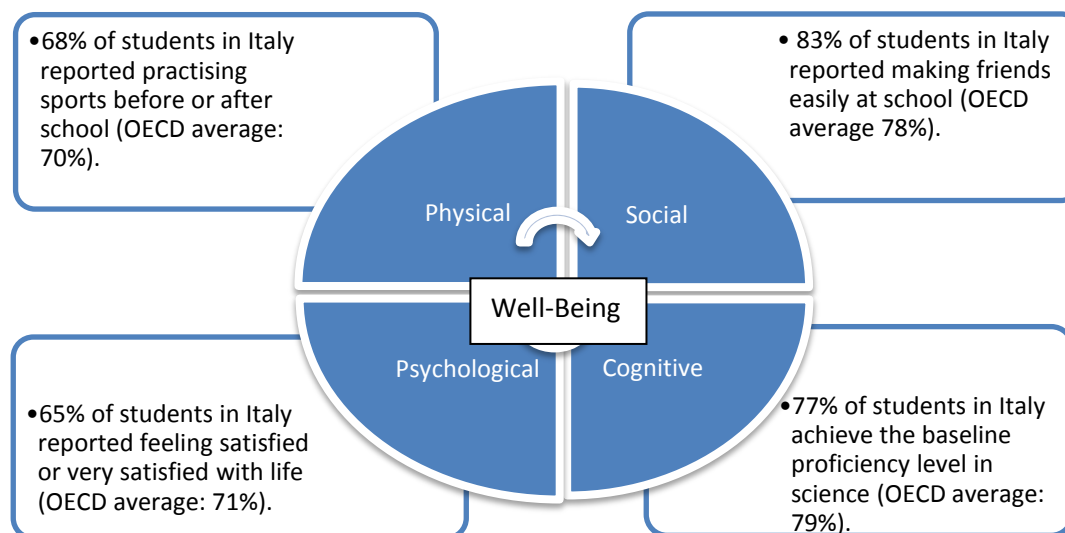 •68% of students in Italy
reported practising
sports before or after
school (OECD average:
70%).
• 83% of students in Italy
reported making friends
easily at school (OECD
average 78%).
Physical
Social
Well-Being
Psychological
Cognitive
•65% of students in Italy
reported feeling satisfied
or very satisfied with life
(OECD average: 71%).
•77% of students in Italy
achieve the baseline
proficiency level in
science (OECD average:
79%).